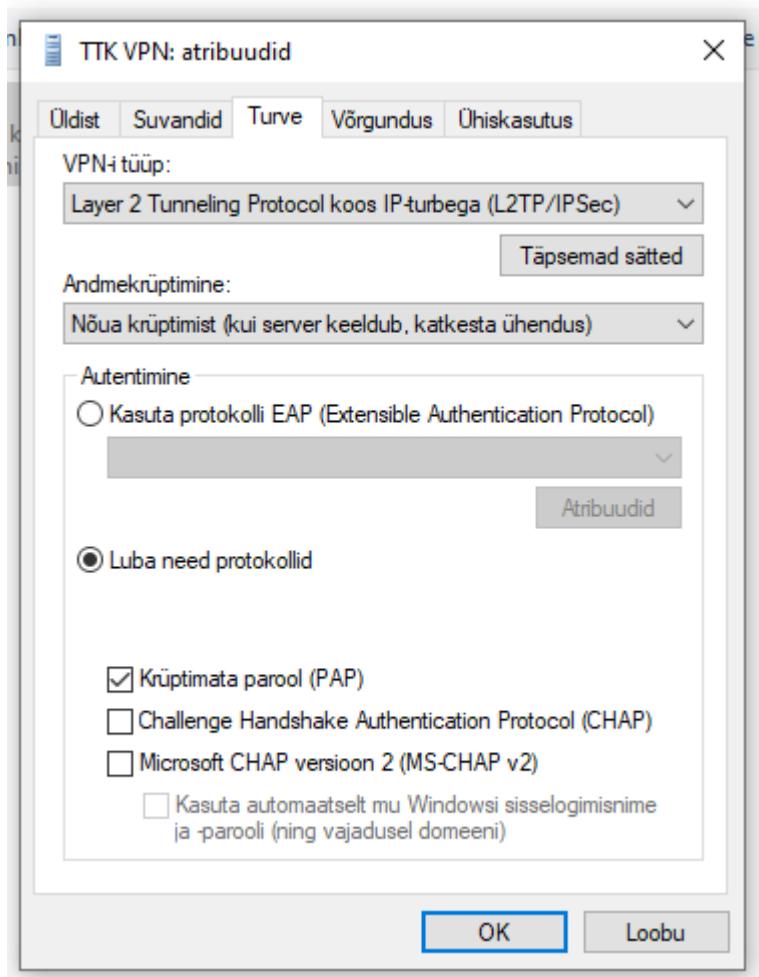 TTK VPN: atribuudid
Üldist
Suvandid
Turve
Võrgundus
Ühiskasutus
VPN-i tüüp:
Layer 2 Tunneling Protocol koos IP-turbega (L2TP/IPSec)
Täpsemad sätted
Andmekrüptimine:
Nõua krüptimist (kui server keeldub, katkesta ühendus)
Autentimine
Kasuta protokolli EAP (Extensible Authentication Protocol)
Atribuudid
Luba need protokollid
Krüptimata parool (PAP)
Challenge Handshake Authentication Protocol (CHAP)
Microsoft CHAP versioon 2 (MS-CHAP v2)
Kasuta automaatselt mu Windowsi sisselogimisnime
ja -parooli (ning vajadusel domeeni)
OK
Loobu